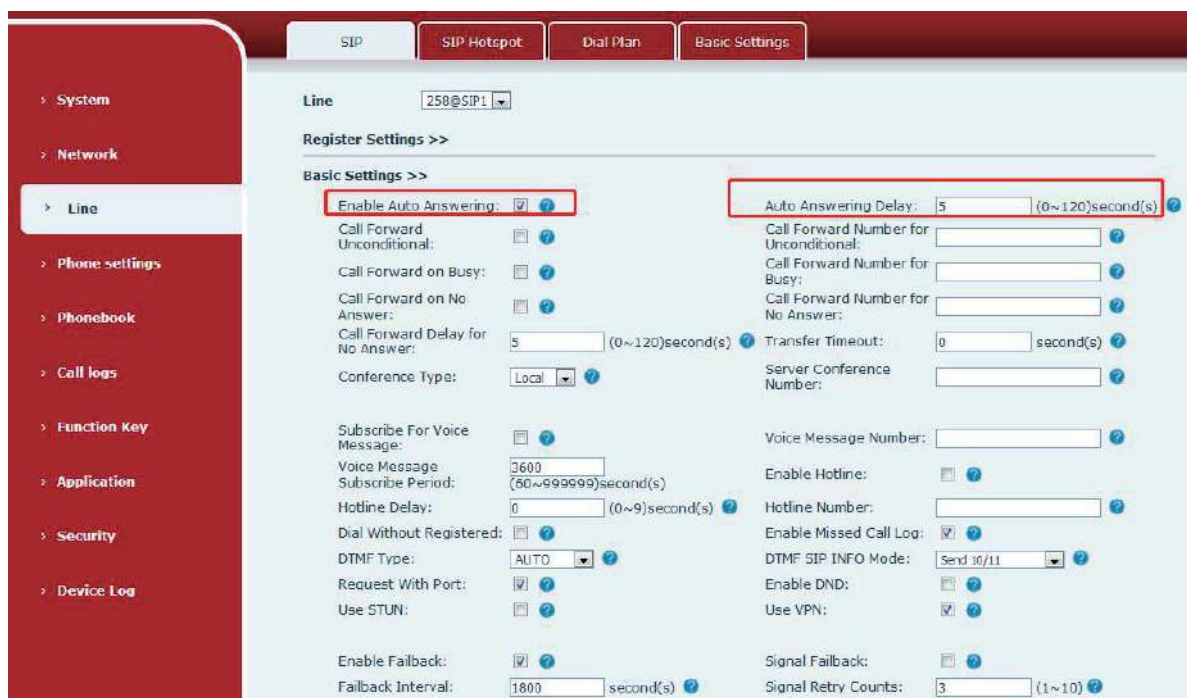 SIP
SIP Hotspot
Dial Plan
Basic Settings
› System
› Network
› Line
› Phone settings
› Phonebook
› Call logs
› Function Key
› Application
› Security
› Device Log
Line 258@SIP1
Register Settings >>
Basic Settings >>
Enable Auto Answering: Auto Answering Delay: 5 (0~120)second(s)
Call Forward Unconditional: Call Forward Number for Unconditional:
Call Forward on Busy: Call Forward Number for Busy:
Call Forward on No Answer: Call Forward Number for No Answer:
Call Forward Delay for No Answer: 5 (0~120)second(s) Transfer Timeout: 0 second(s)
Conference Type: Local Server Conference Number:
Subscribe For Voice Message: Voice Message Number:
Voice Message Subscribe Period: 3600 (60~999999)second(s) Enable Hotline:
Hotline Delay: 0 (0~9)second(s) Hotline Number:
Dial Without Registered: Enable Missed Call Log:
DTMF Type: AUTO DTMF SIP INFO Mode: Send 10/11
Request With Port: Enable DND:
Use STUN: Use VPN:
Enable Failback: Signal Failback:
Failback Interval: 1800 second(s) Signal Retry Counts: 3 (1~10)